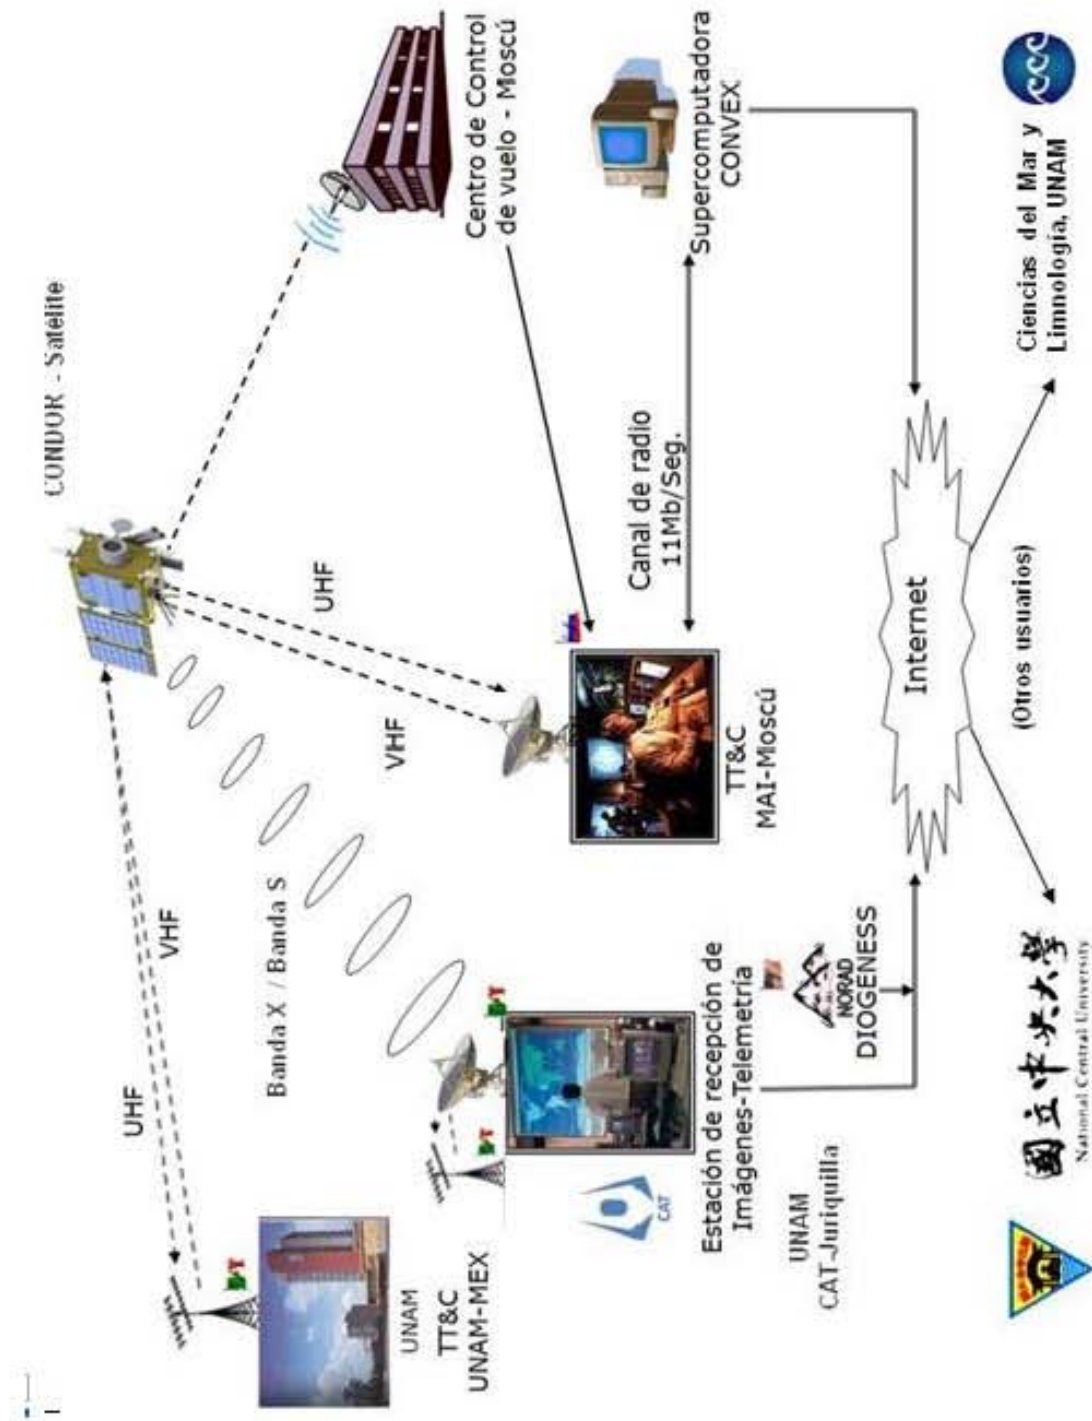 CONDOR - Satélite
UHF
VHF
Banda X / Banda S
VHF
UHF
Centro de Control
de vuelo - Moscú
UNAM
TT&C
UNAM-MEX
CAT
Estación de recepción de
Imágenes-Telemetría
UNAM
CAT-Juriquilla
TT&C
MAI-Moscú
Canal de radio
11Mb/Seg.
Supercomputadora
CONVEX
NORAD
DIOGENESS
Internet
(Otros usuarios)
國立中央大學
National Central University
Ciencias del Mar y
Limnología, UNAM